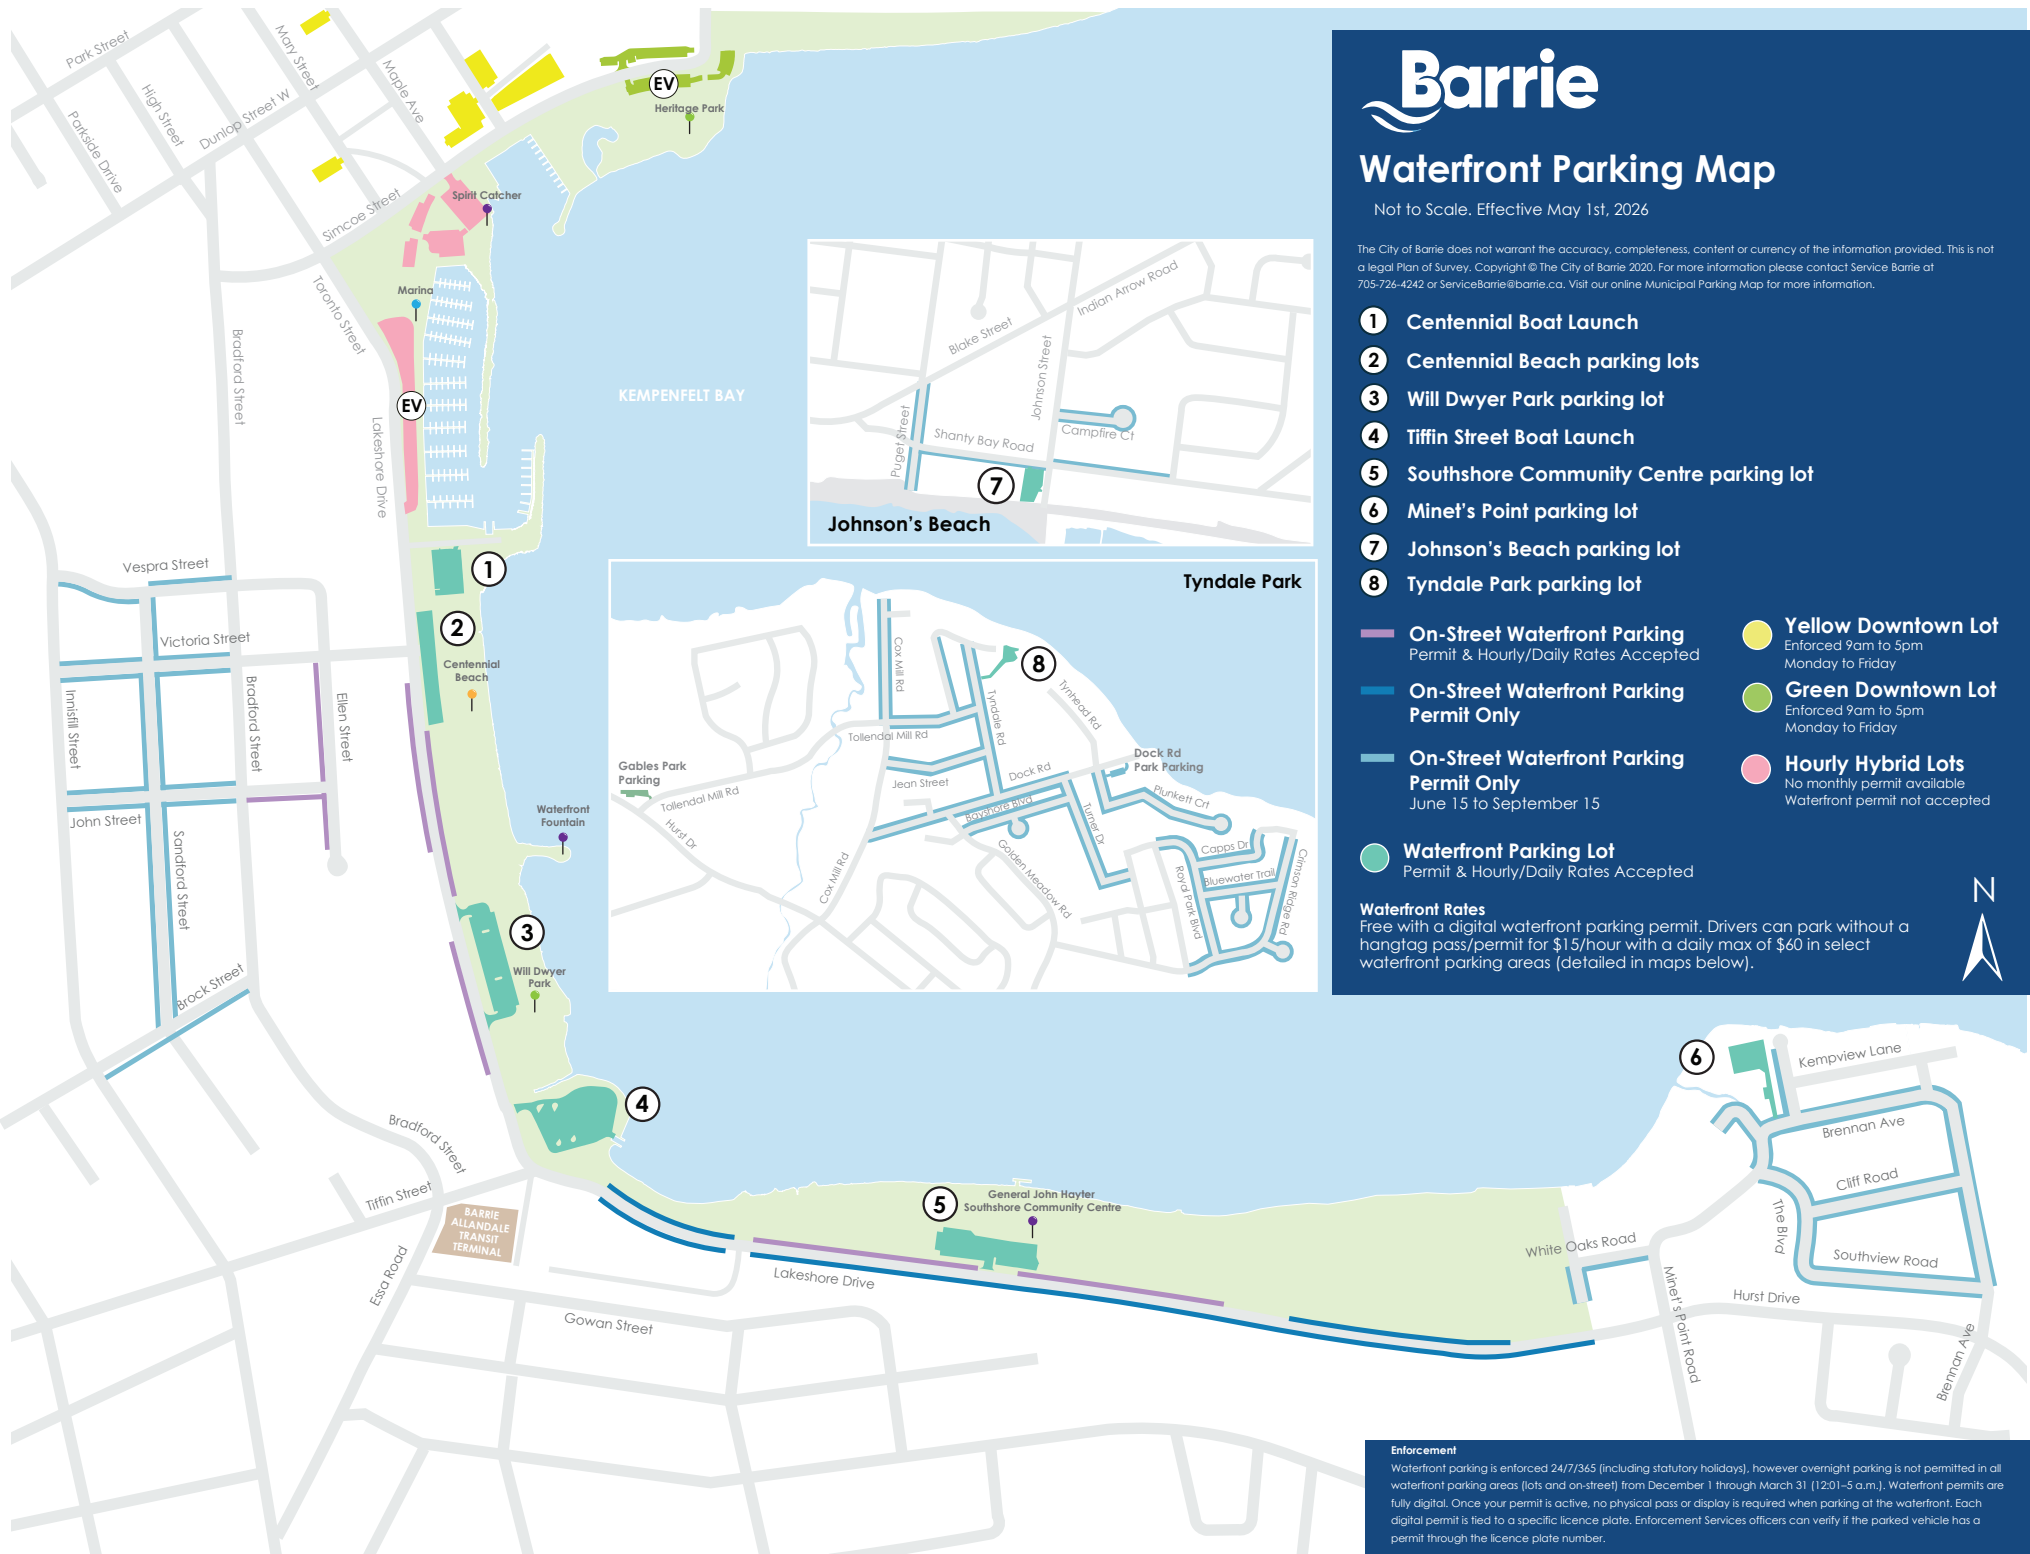 Barrie
Waterfront Parking Map
Not to Scale. Effective May 1st, 2026
The City of Barrie does not warrant the accuracy, completeness, content or currency of the information provided. This is not
a legal Plan of Survey. Copyright © The City of Barrie 2020. For more information please contact Service Barrie at
705-726-4242 or ServiceBarrie@barrie.ca. Visit our online Municipal Parking Map for more information.
1 Centennial Boat Launch
2 Centennial Beach parking lots
3 Will Dwyer Park parking lot
4 Tiffin Street Boat Launch
5 Southshore Community Centre parking lot
6 Minet's Point parking lot
7 Johnson's Beach parking lot
8 Tyndale Park parking lot
On-Street Waterfront Parking
Permit & Hourly/Daily Rates Accepted
On-Street Waterfront Parking
Permit Only
On-Street Waterfront Parking
Permit Only
June 15 to September 15
Yellow Downtown Lot
Enforced 9am to 5pm
Monday to Friday
Green Downtown Lot
Enforced 9am to 5pm
Monday to Friday
Hourly Hybrid Lots
No monthly permit available
Waterfront permit not accepted
Waterfront Parking Lot
Permit & Hourly/Daily Rates Accepted
N
Waterfront Rates
Free with a digital waterfront parking permit. Drivers can park without a
hangtag pass/permit for $15/hour with a daily max of $60 in select
waterfront parking areas (detailed in maps below).
Park Street
High Street
Parkside Drrive
Mary Street
Maple Ave
Dunlop Street W
Simcoe Street
Toronto Street
EV
Heritage Park
Spirit Catcher
Marina
EV
Bradford Street
Lakeshore Drive
KEMPENFELT BAY
Blake Street
Indian Arrow Road
Johnson Street
Puget Street
Shanty Bay Road
Campfire Ct
7
Johnson's Beach
Tyndale Park
8
Cox Mill Rd
Tyndale Rd
Tynhead Rd
Tollendal Mill Rd
Jean Street
Dock Rd
Dock Rd
Park Parking
Gables Park
Parking
Tollendal Mill Rd
Hurst Dr
Bayshore Blvd
Turner Dr
Plunkett Crt
Cox Mill Rd
Golden Meadow Rd
Capps Dr
Bluewater Trail
Royal Park Blvd
Crimson Ridge Rd
1
2
Centennial
Beach
Vespra Street
Victoria Street
Innisfill Street
Bradford Street
Ellen Street
John Street
Sandford Street
Brock Street
Waterfront
Fountain
3
Will Dwyer
Park
4
Bradford Street
Tiffin Street
BARRIE
ALLANDALE
TRANSIT
TERMINAL
Essa Road
Gowan Street
Lakeshore Drive
5
General John Hayter
Southshore Community Centre
6
Kempview Lane
Brennan Ave
Cliff Road
The Blvd
Southview Road
White Oaks Road
Minet's Point Road
Hurst Drive
Brennan Ave
Enforcement
Waterfront parking is enforced 24/7/365 (including statutory holidays), however overnight parking is not permitted in all
waterfront parking areas (lots and on-street) from December 1 through March 31 (12:01–5 a.m.). Waterfront permits are
fully digital. Once your permit is active, no physical pass or display is required when parking at the waterfront. Each
digital permit is tied to a specific licence plate. Enforcement Services officers can verify if the parked vehicle has a
permit through the licence plate number.